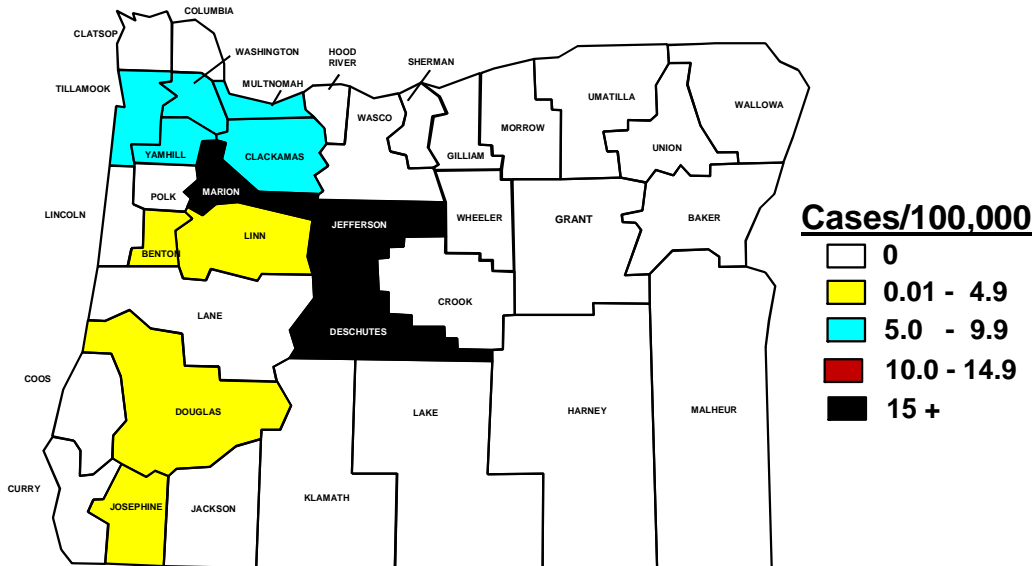 COLUMBIA
CLATSOP
WASHINGTON
HOOD
RIVER
SHERMAN
TILLAMOOK
MULTNOMAH
UMATILLA
WALLOWA
WASCO
MORROW
UNION
YAMHILL
CLACKAMAS
GILLIAM
POLK
MARION
LINCOLN
JEFFERSON
WHEELER
GRANT
BAKER
BENTON
LINN
CROOK
LANE
DESCHUTES
COOS
DOUGLAS
LAKE
HARNEY
MALHEUR
CURRY
JOSEPHINE
JACKSON
KLAMATH
Cases/100,000
0
0.01 - 4.9
5.0 - 9.9
10.0 - 14.9
15 +